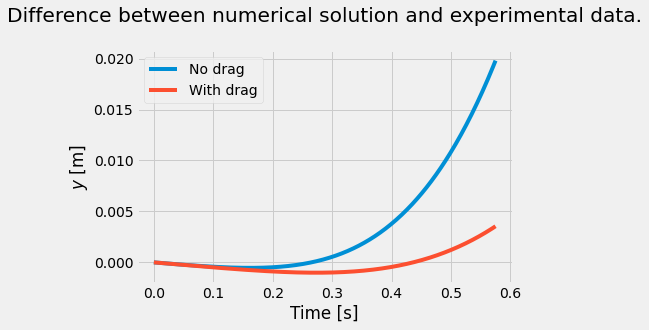 Difference between numerical solution and experimental data.
No drag
With drag
y [m]
0.020
0.015
0.010
0.005
0.000
0.0 0.1 0.2 0.3 0.4 0.5 0.6
Time [s]